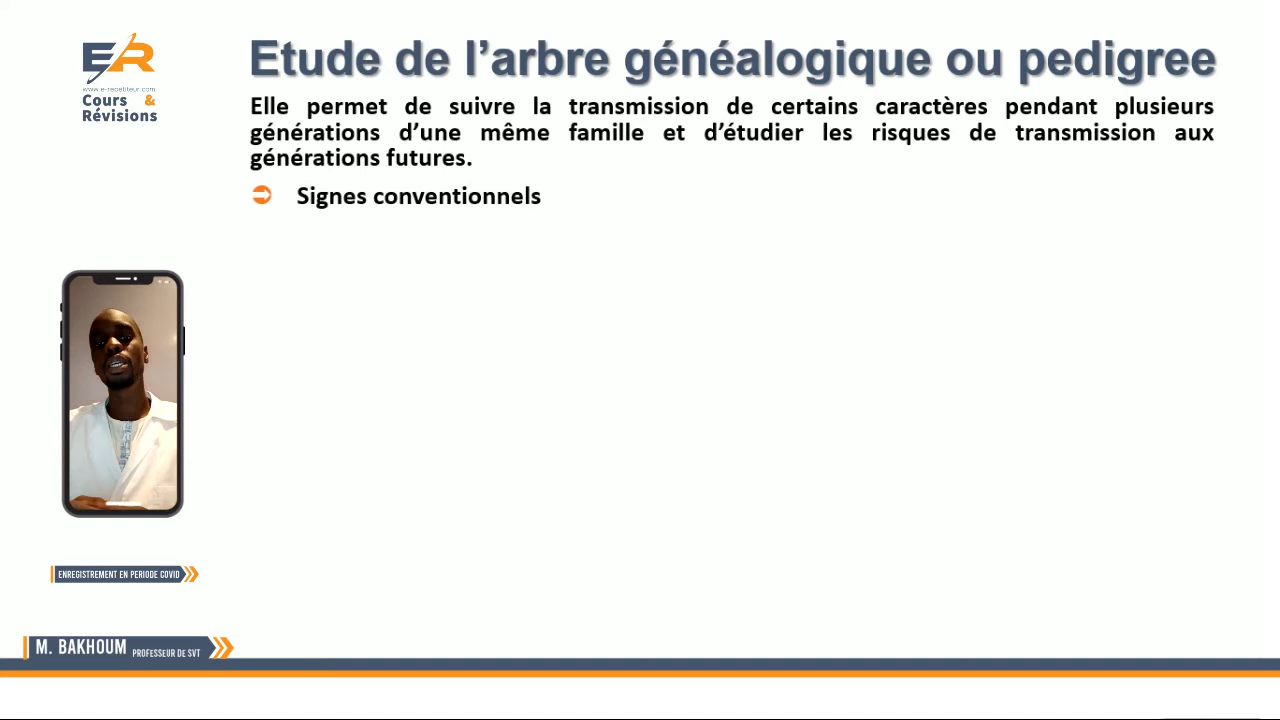 Etude de l’arbre généalogique ou pedigree
ER
www.e-repetiteur.com
Cours &
Révisions
Elle permet de suivre la transmission de certains caractères pendant plusieurs
générations d’une même famille et d’étudier les risques de transmission aux
générations futures.
Signes conventionnels
ENREGISTREMENT EN PERIODE COVID
M. BAKHOUM PROFESSEUR DE SVT